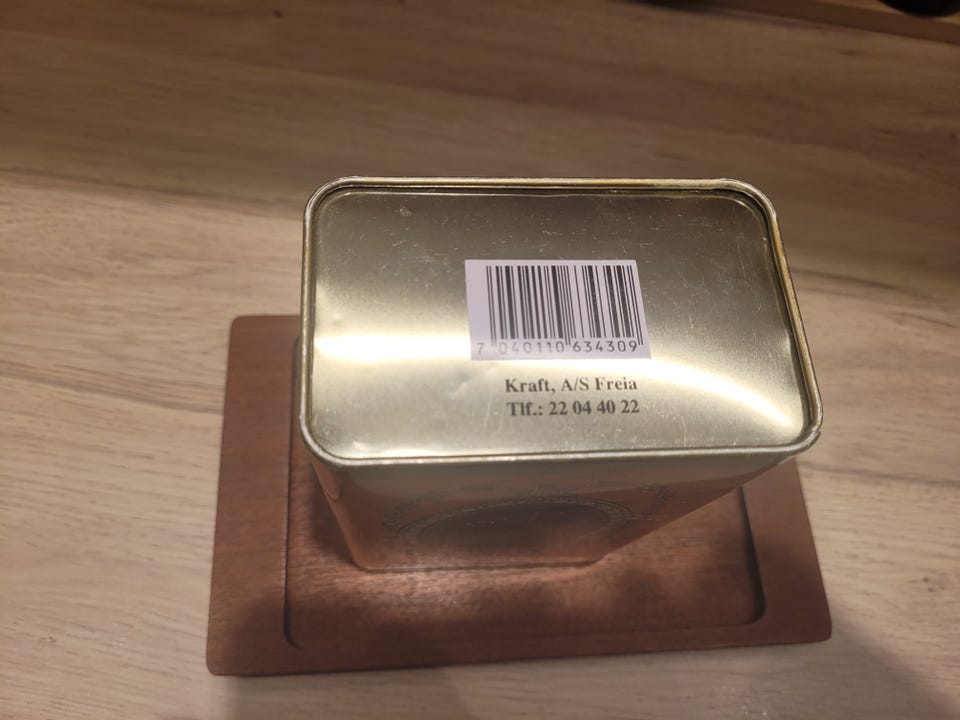 7 040110 634309
Kraft, A/S Freia
Tlf.: 22 04 40 22